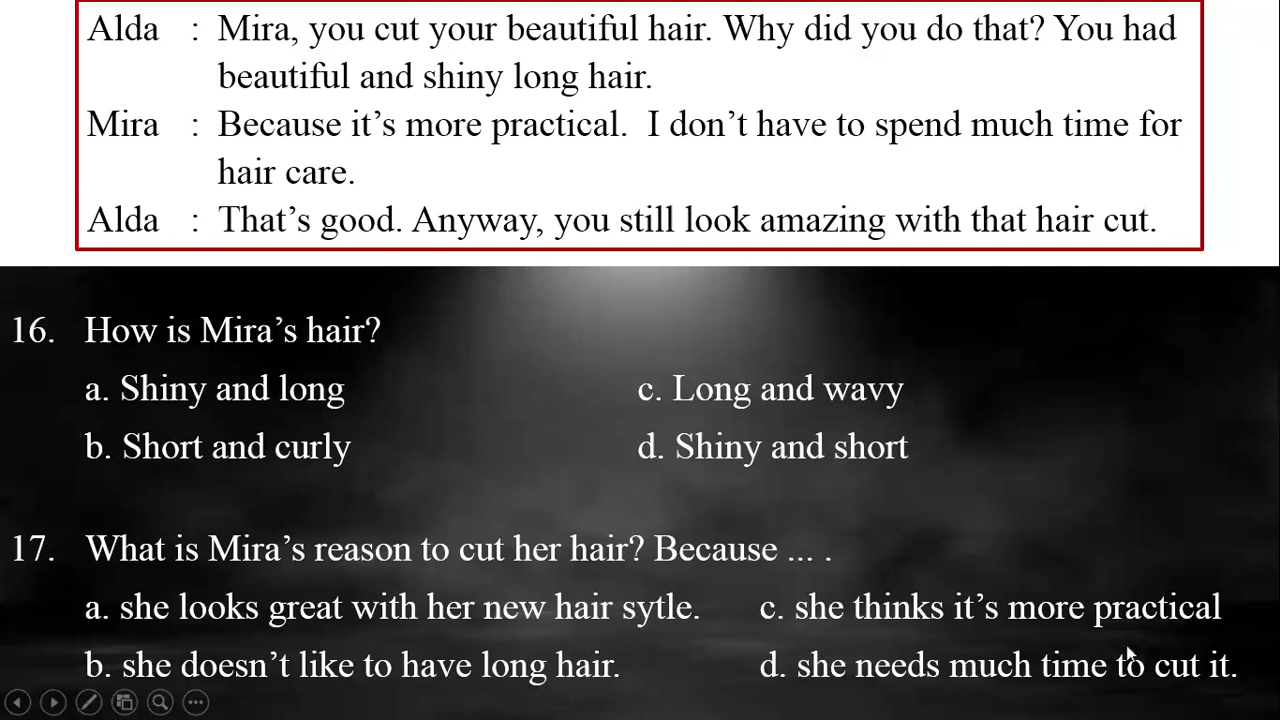 Alda : Mira, you cut your beautiful hair. Why did you do that? You had
beautiful and shiny long hair.
Mira : Because it’s more practical.  I don’t have to spend much time for
hair care.
Alda : That’s good. Anyway, you still look amazing with that hair cut.
16. How is Mira’s hair?
a. Shiny and long c. Long and wavy
b. Short and curly d. Shiny and short
17. What is Mira’s reason to cut her hair? Because ... .
a. she looks great with her new hair sytle. c. she thinks it’s more practical
b. she doesn’t like to have long hair. d. she needs much time to cut it.